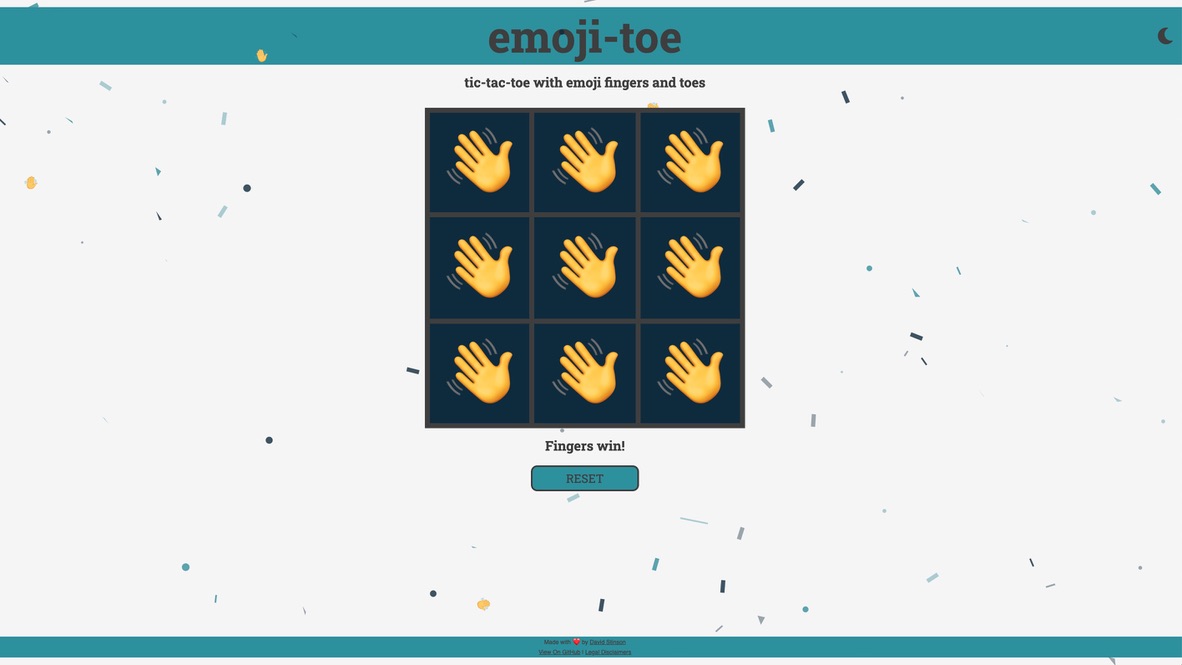 emoji-toe
tic-tac-toe with emoji fingers and toes
Fingers win!
RESET
Made with ❤️ by David Stinson
View On GitHub | Legal Disclaimers